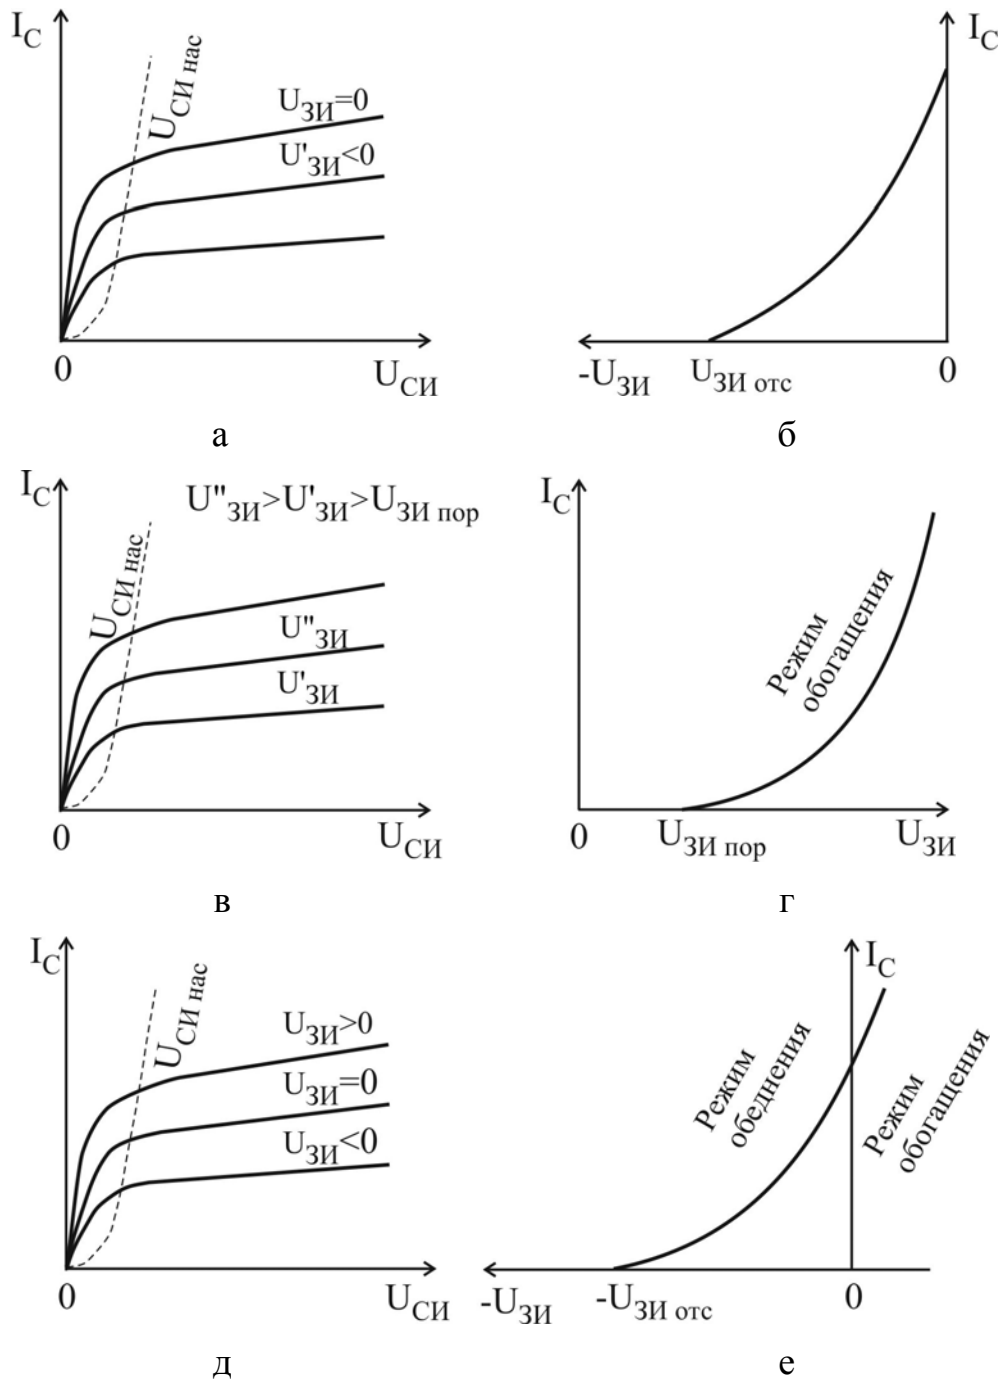 I_C
U_СИ нас
U_ЗИ=0
U'_ЗИ<0
0
U_СИ
а
I_C
-U_ЗИ
U_ЗИ отс
0
б
I_C
U"_ЗИ>U'_ЗИ>U_ЗИ пор
U_СИ нас
U"_ЗИ
U'_ЗИ
0
U_СИ
в
I_C
Режим
обогащения
0
U_ЗИ пор
U_ЗИ
г
I_C
U_СИ нас
U_ЗИ>0
U_ЗИ=0
U_ЗИ<0
0
U_СИ
д
I_C
Режим
обеднения
Режим
обогащения
-U_ЗИ
-U_ЗИ отс
0
е